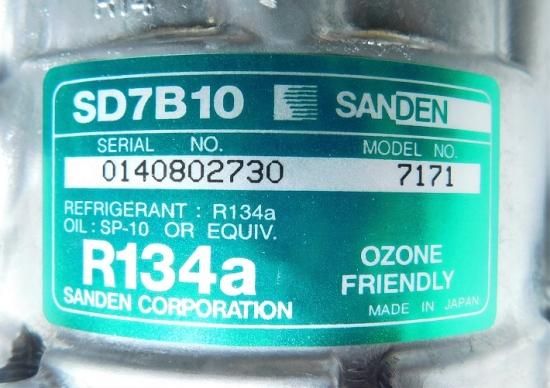 R14
SD7B10 SANDEN
SERIAL NO. MODEL NO.
0140802730 7171
REFRIGERANT : R134a
OIL : SP-10 OR EQUIV.
R134a OZONE FRIENDLY
SANDEN CORPORATION MADE IN JAPAN